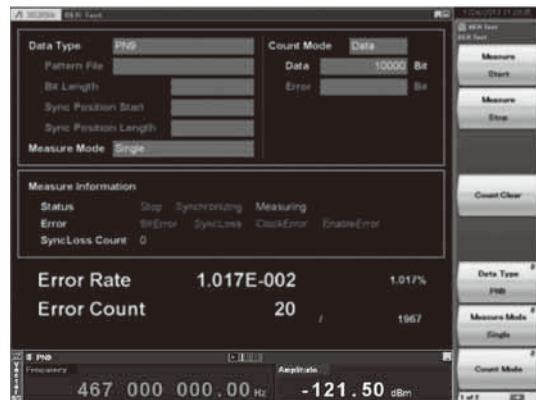 BER Test
BER Test
BER Test
Data Type PN9
Pattern File
Bit Length
Sync Position Start
Sync Position Length
Measure Mode Single
Count Mode Data
Data 10000 Bit
Error Bit
Measure Information
Status Stop Synchronizing Measuring
Error BitError SyncLoss ClockError EnableError
SyncLoss Count 0
Error Rate 1.017E-002 1.017%
Error Count 20 / 1967
PN9
Frequency
467 000 000.00 Hz
Amplitude
-121.50 dBm
Measure
Start
Measure
Stop
Count Clear
Data Type
PN9
Measure Mode
Single
Count Mode
1 of 2